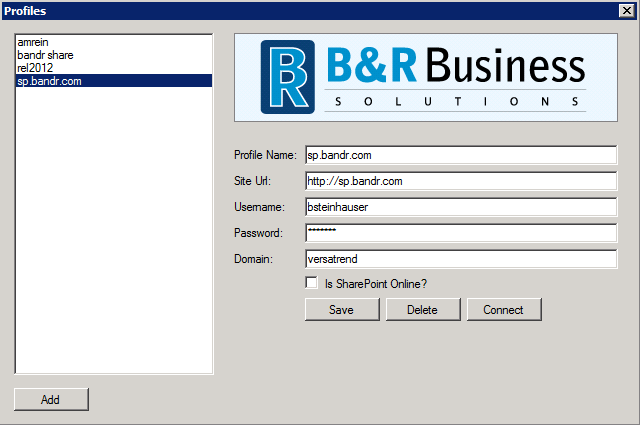 Profiles
amrein
bandr share
rel2012
sp.bandr.com
BR B&R Business
SOLUTIONS
Profile Name: sp.bandr.com
Site Url: http://sp.bandr.com
Username: bsteinhauser
Password: *******
Domain: versatrend
Is SharePoint Online?
Save Delete Connect
Add